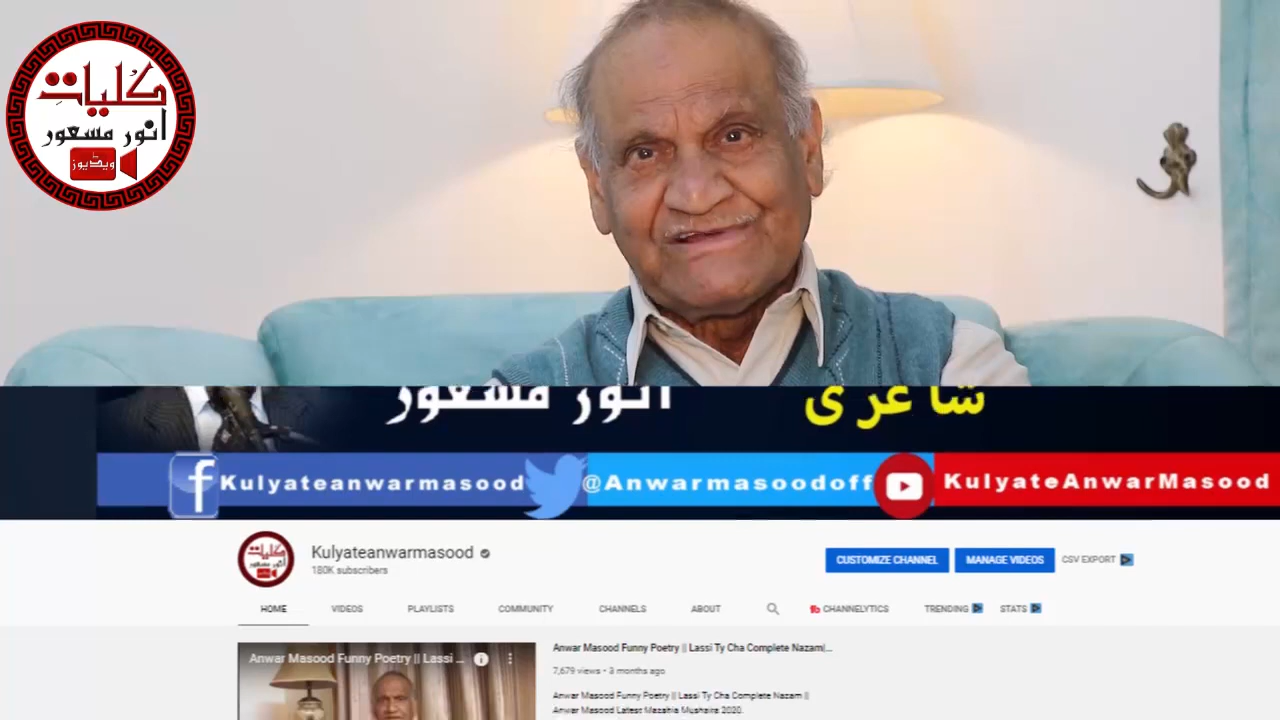 کلیاتِ
انور مسعور
ویڈیوز
شاعری
انور مسعور
Kulyateanwarmasood
@Anwarmasoodoff
KulyateAnwarMasood
Kulyateanwarmasood
180K subscribers
CUSTOMIZE CHANNEL
MANAGE VIDEOS
CSV EXPORT
HOME
VIDEOS
PLAYLISTS
COMMUNITY
CHANNELS
ABOUT
CHANNELYTICS
TRENDING
STATS
Anwar Masood Funny Poetry || Lassi ...
Anwar Masood Funny Poetry || Lassi Ty Cha Complete Nazam|...
7,679 views • 3 months ago
Anwar Masood Funny Poetry || Lassi Ty Cha Complete Nazam ||
Anwar Masood Latest Mazahia Mushaira 2020.